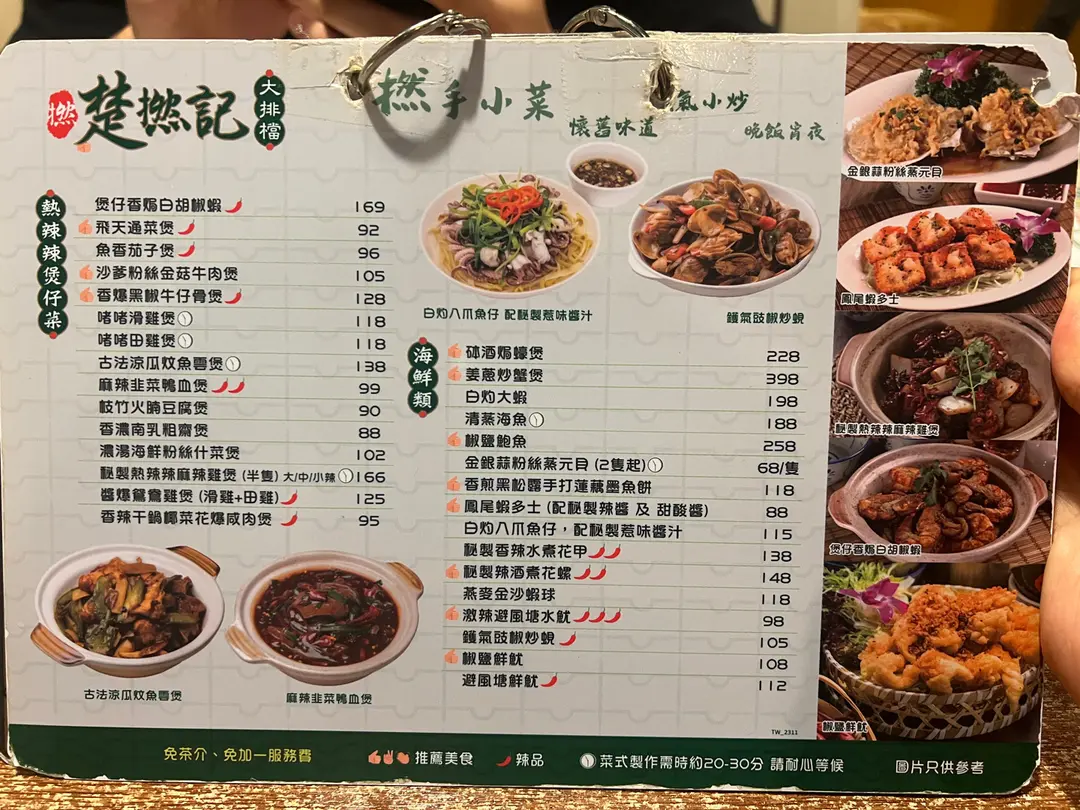 撚 楚撚記 大排檔
撚手小菜
懷舊味道
氣小炒
晚飯宵夜
熱辣辣煲仔菜
煲仔香焗白胡椒蝦 169
飛天通菜煲 92
魚香茄子煲 96
沙爹粉絲金菇牛肉煲 105
香爆黑椒牛仔骨煲 128
啫啫滑雞煲 118
啫啫田雞煲 118
古法涼瓜炆魚雲煲 138
麻辣韭菜鴨血煲 99
枝竹火腩豆腐煲 90
香濃南乳粗齋煲 88
濃湯海鮮粉絲什菜煲 102
秘製熱辣辣麻辣雞煲 (半隻) 大/中/小辣 166
醬爆鴛鴦雞煲 (滑雞+田雞) 125
香辣干鍋椰菜花爆咸肉煲 95
古法涼瓜炆魚雲煲
麻辣韭菜鴨血煲
白灼八爪魚仔 配秘製惹味醬汁
鑊氣豉椒炒蜆
海鮮類
砵酒焗蠔煲 228
姜蔥炒蟹煲 398
白灼大蝦 198
清蒸海魚 188
椒鹽鮑魚 258
金銀蒜粉絲蒸元貝 (2隻起) 68/隻
香煎黑松露手打蓮藕墨魚餅 118
鳳尾蝦多士 (配秘製辣醬 及 甜酸醬) 88
白灼八爪魚仔，配秘製惹味醬汁 115
秘製香辣水煮花甲 138
秘製辣酒煮花螺 148
燕麥金沙蝦球 118
激辣避風塘水魷 98
鑊氣豉椒炒蜆 105
椒鹽鮮魷 108
避風塘鮮魷 112
TW_2311
金銀蒜粉絲蒸元貝
鳳尾蝦多士
秘製熱辣辣麻辣雞煲
煲仔香焗白胡椒蝦
椒鹽鮮魷
免茶介、免加一服務費
推薦美食
辣品
菜式製作需時約20-30分 請耐心等候
圖片只供參考